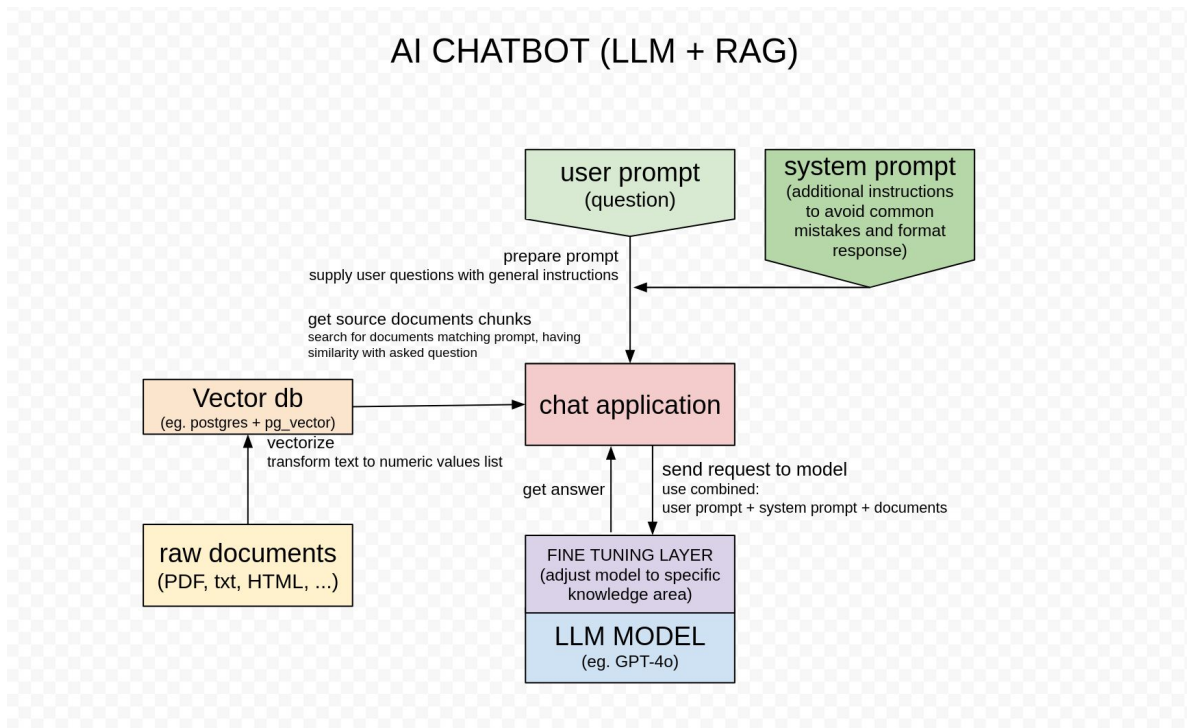 AI CHATBOT (LLM + RAG)
user prompt
(question)
system prompt
(additional instructions
to avoid common
mistakes and format
response)
prepare prompt
supply user questions with general instructions
get source documents chunks
search for documents matching prompt, having
similarity with asked question
Vector db
(eg. postgres + pg_vector)
chat application
vectorize
transform text to numeric values list
get answer
send request to model
use combined:
user prompt + system prompt + documents
raw documents
(PDF, txt, HTML, ...)
FINE TUNING LAYER
(adjust model to specific
knowledge area)
LLM MODEL
(eg. GPT-4o)